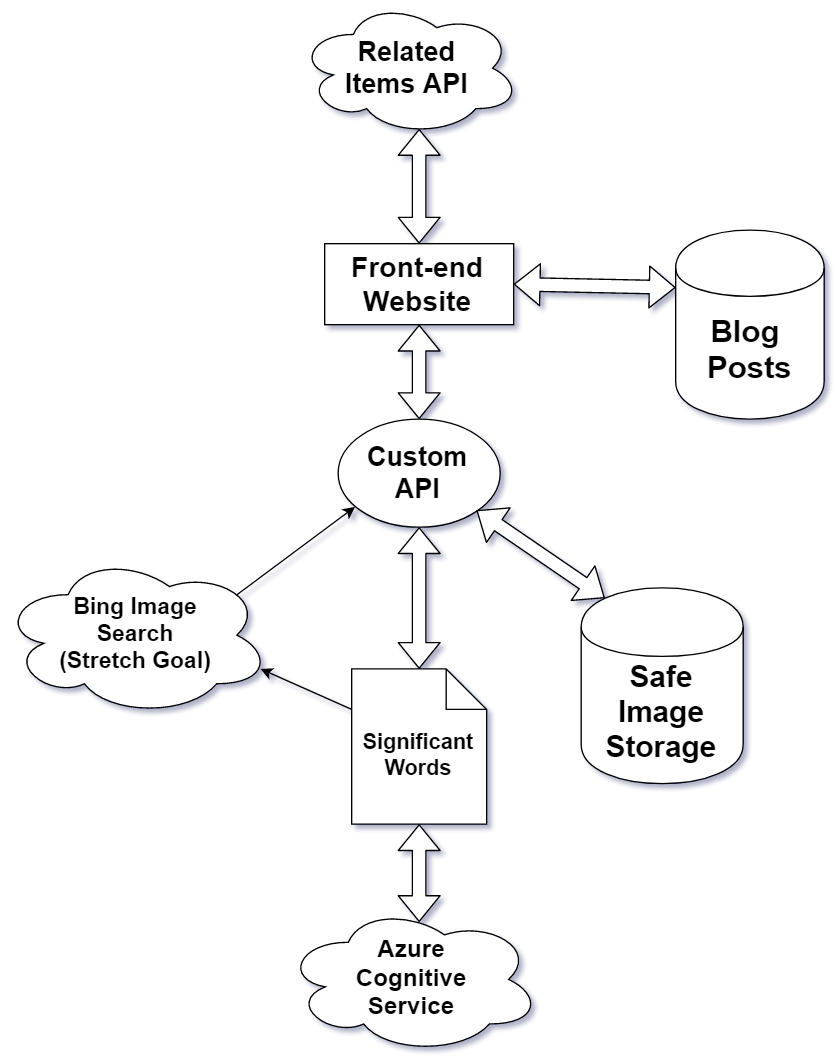 Related
Items API
Front-end
Website
Blog
Posts
Custom
API
Bing Image
Search
(Stretch Goal)
Safe
Image
Storage
Significant
Words
Azure
Cognitive
Service